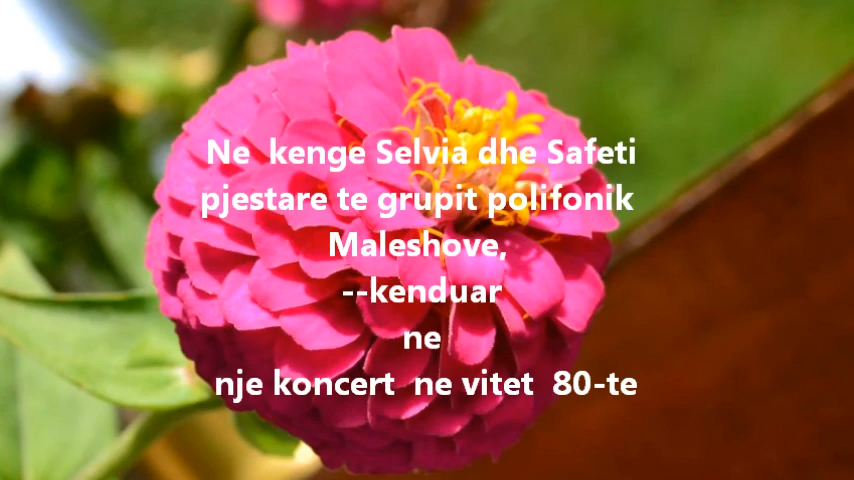 Ne kenge Selvia dhe Safeti
pjestare te grupit polifonik
Maleshove,
--kenduar
ne
nje koncert ne vitet 80-te